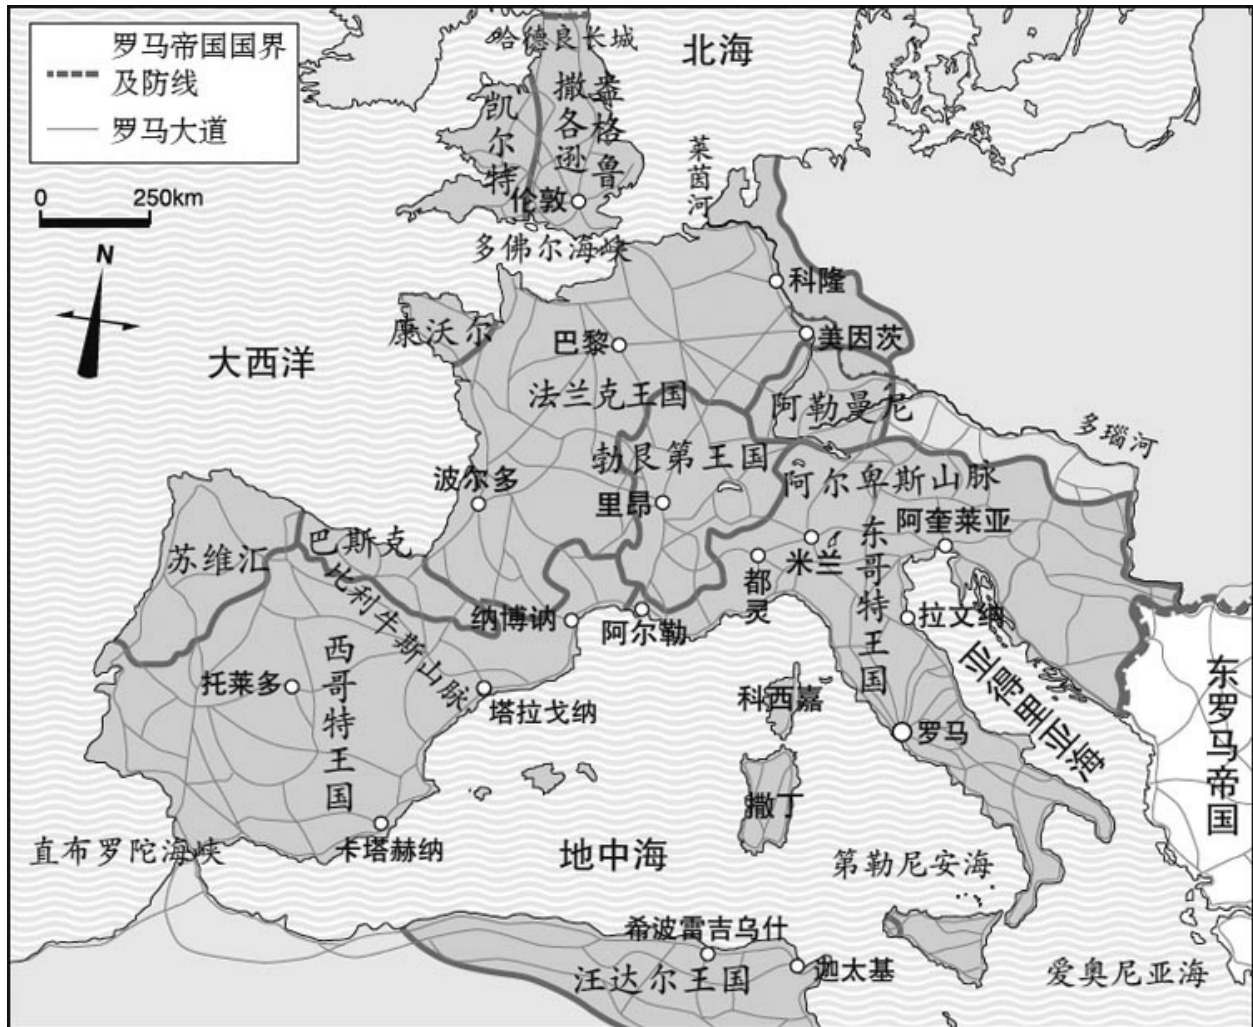 罗马帝国国界
及防线
罗马大道
0 250km
N
哈德良长城
北海
凯尔特
撒各逊
盎格鲁
莱茵河
伦敦
多佛尔海峡
科隆
康沃尔
巴黎
美因茨
大西洋
法兰克王国
阿勒曼尼
多瑙河
勃艮第王国
阿尔卑斯山脉
波尔多
里昂
阿奎莱亚
苏维汇
巴斯克
米兰
东哥特王国
都灵
比利牛斯山脉
纳博讷
阿尔勒
拉文纳
西哥特王国
托莱多
塔拉戈纳
科西嘉
亚得里亚海
东罗马帝国
罗马
撒丁
直布罗陀海峡
卡塔赫纳
地中海
第勒尼安海
希波雷吉乌什
汪达尔王国
迦太基
爱奥尼亚海